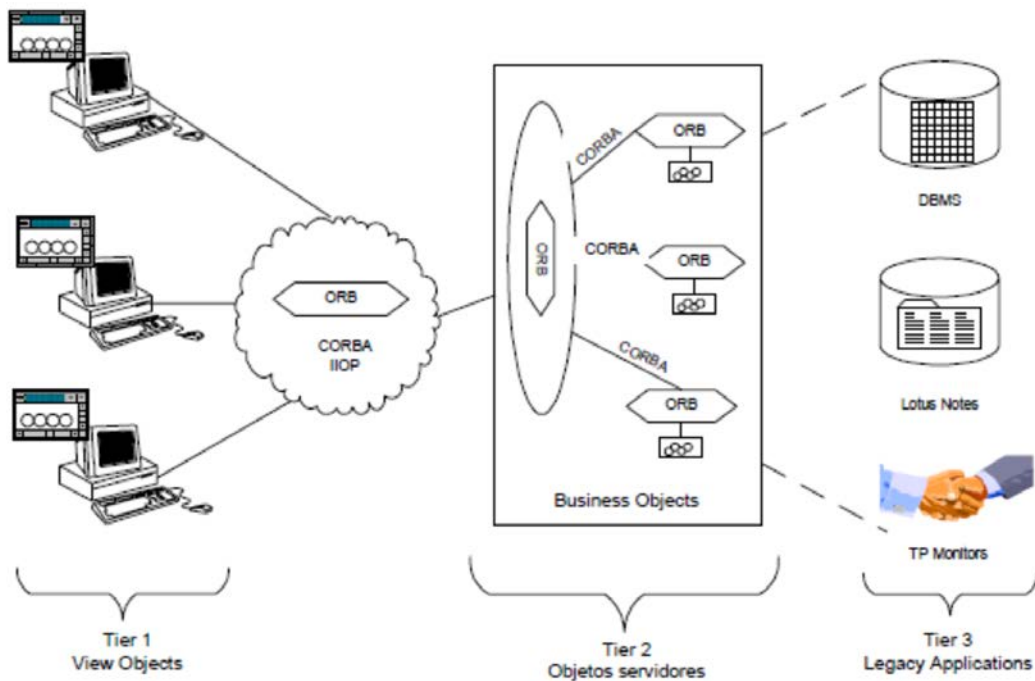 ORB
CORBA
IIOP
ORB
CORBA
ORB
CORBA
ORB
CORBA
ORB
Business Objects
DBMS
Lotus Notes
TP Monitors
Tier 1
View Objects
Tier 2
Objetos servidores
Tier 3
Legacy Applications